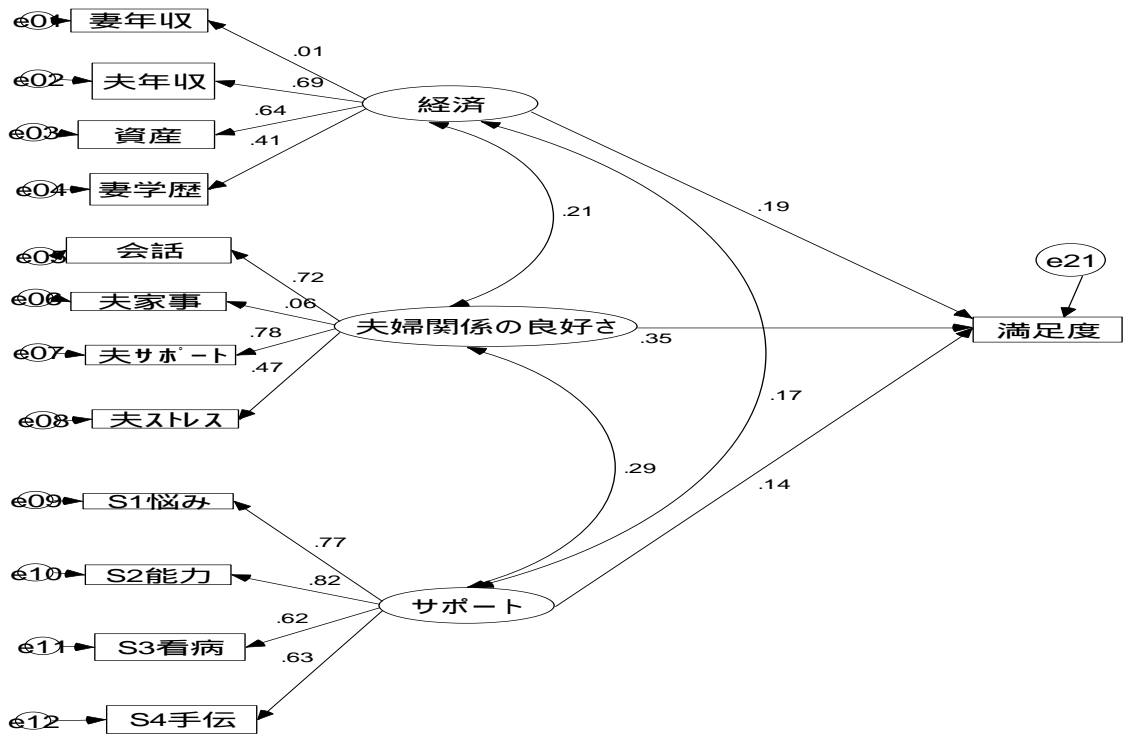 e01
妻年収
.01
e02
夫年収
.69
経済
e03
資産
.64
e04
妻学歴
.41
.21
.19
e05
会話
.72
e21
e06
夫家事
.06
夫婦関係の良好さ
.35
満足度
e07
夫サポート
.78
e08
夫ストレス
.47
.17
.29
.14
e09
S1悩み
.77
e10
S2能力
.82
サポート
e11
S3看病
.62
e12
S4手伝
.63